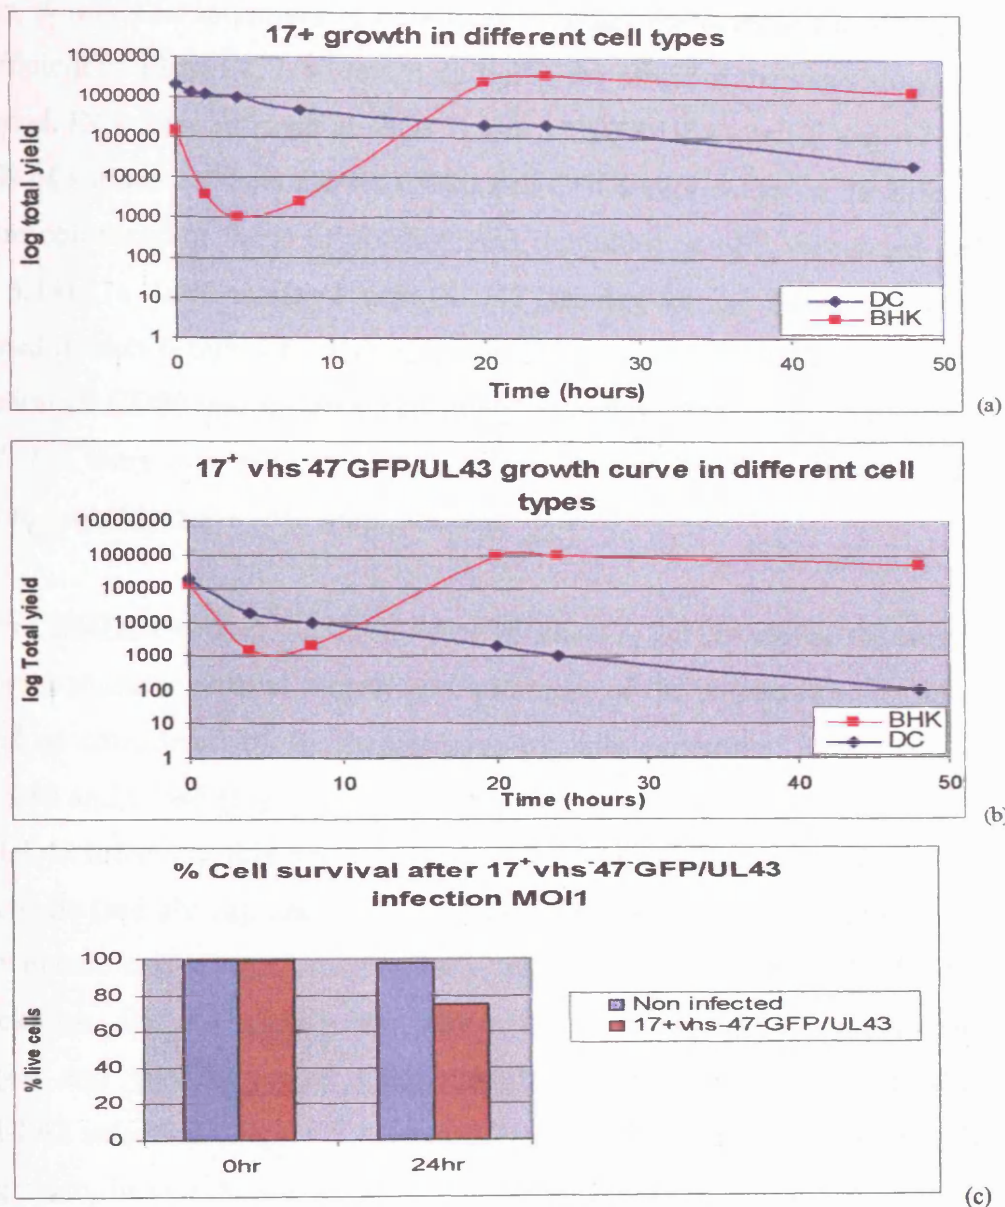 17+ growth in different cell types
log total yield
10000000
1000000
100000
10000
1000
100
10
1
0 10 20 30 40 50
Time (hours)
DC
BHK
(a)
17⁺ vhs⁻47⁻GFP/UL43 growth curve in different cell
types
log Total yield
10000000
1000000
100000
10000
1000
100
10
1
0 10 20 30 40 50
Time (hours)
BHK
DC
(b)
% Cell survival after 17⁺vhs⁻47⁻GFP/UL43
infection MOI1
% live cells
100
80
60
40
20
0
0hr 24hr
Non infected
17+vhs-47-GFP/UL43
(c)